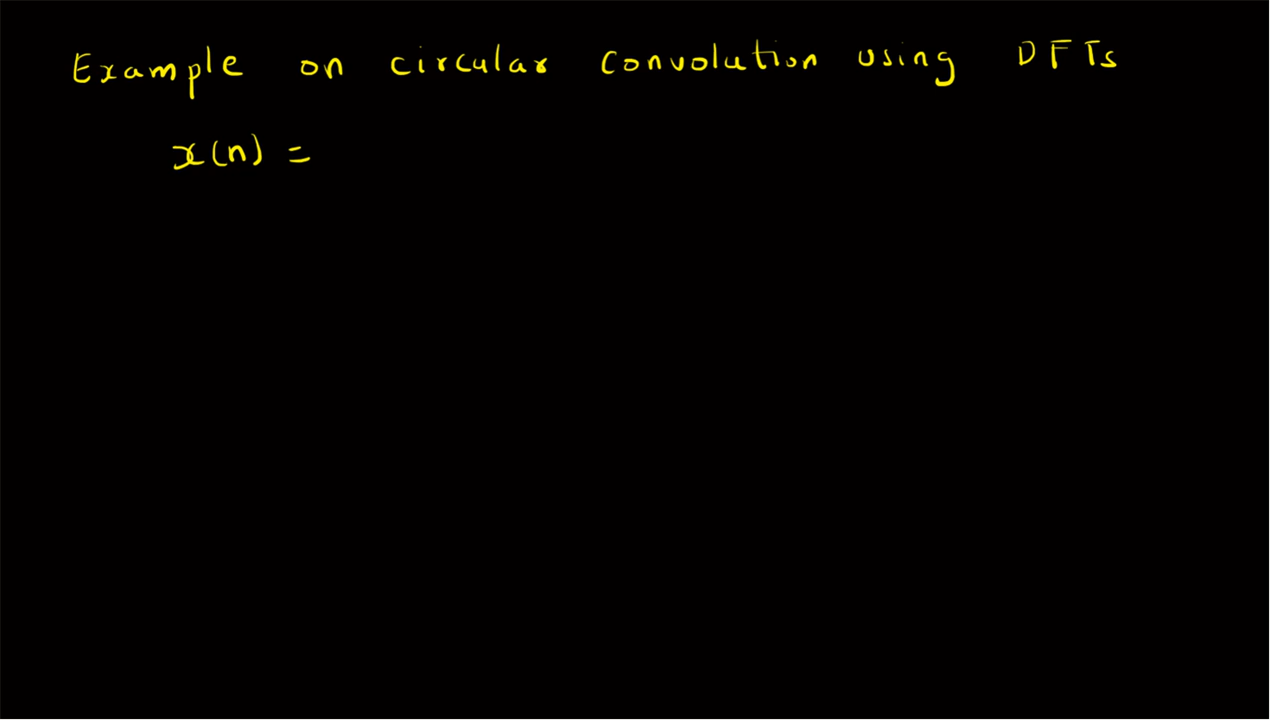 Example on circular convolution using DFTs
x(n) =